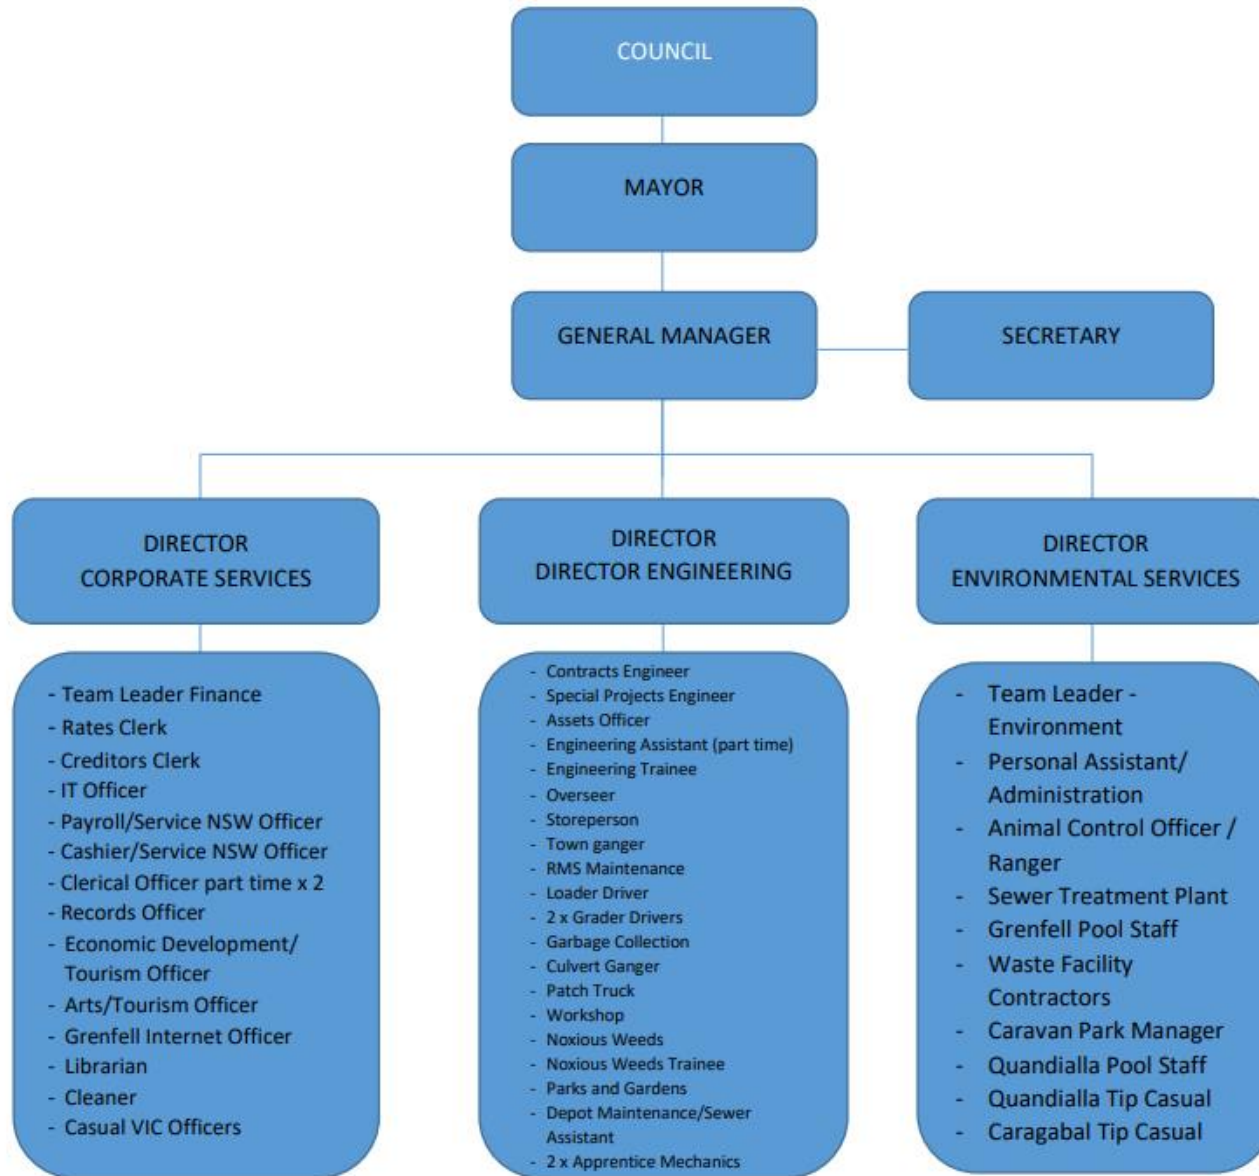 COUNCIL
MAYOR
GENERAL MANAGER
SECRETARY
DIRECTOR
CORPORATE SERVICES
DIRECTOR
DIRECTOR ENGINEERING
DIRECTOR
ENVIRONMENTAL SERVICES
- Team Leader Finance
- Rates Clerk
- Creditors Clerk
- IT Officer
- Payroll/Service NSW Officer
- Cashier/Service NSW Officer
- Clerical Officer part time x 2
- Records Officer
- Economic Development/
Tourism Officer
- Arts/Tourism Officer
- Grenfell Internet Officer
- Librarian
- Cleaner
- Casual VIC Officers
- Contracts Engineer
- Special Projects Engineer
- Assets Officer
- Engineering Assistant (part time)
- Engineering Trainee
- Overseer
- Storeperson
- Town ganger
- RMS Maintenance
- Loader Driver
- 2 x Grader Drivers
- Garbage Collection
- Culvert Ganger
- Patch Truck
- Workshop
- Noxious Weeds
- Noxious Weeds Trainee
- Parks and Gardens
- Depot Maintenance/Sewer
Assistant
- 2 x Apprentice Mechanics
- Team Leader -
Environment
- Personal Assistant/
Administration
- Animal Control Officer /
Ranger
- Sewer Treatment Plant
- Grenfell Pool Staff
- Waste Facility
Contractors
- Caravan Park Manager
- Quandialla Pool Staff
- Quandialla Tip Casual
- Caragabal Tip Casual